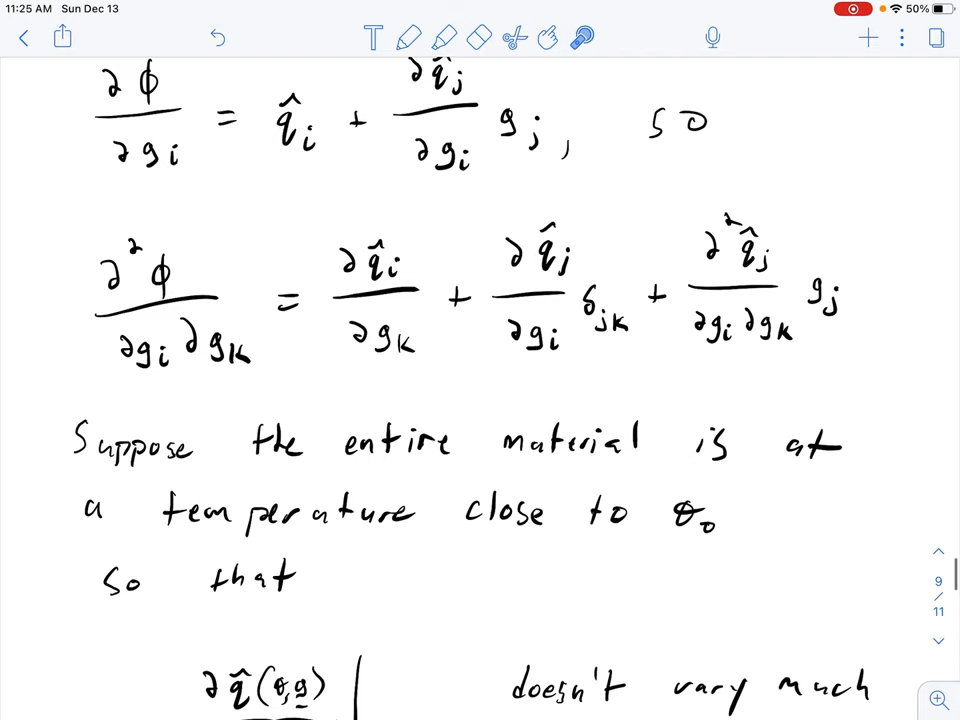 11:25 AM Sun Dec 13
50%
∂ϕ/∂g_i = q̂_i + ∂q̂_j/∂g_i g_j, so
∂²ϕ/∂g_i ∂g_k = ∂q̂_i/∂g_k + ∂q̂_j/∂g_i δ_jk + ∂²q̂_j/∂g_i ∂g_k g_j
Suppose the entire material is at
a temperature close to θ₀
so that
9
/
11
∂q̂(θ,g) | doesn't vary much